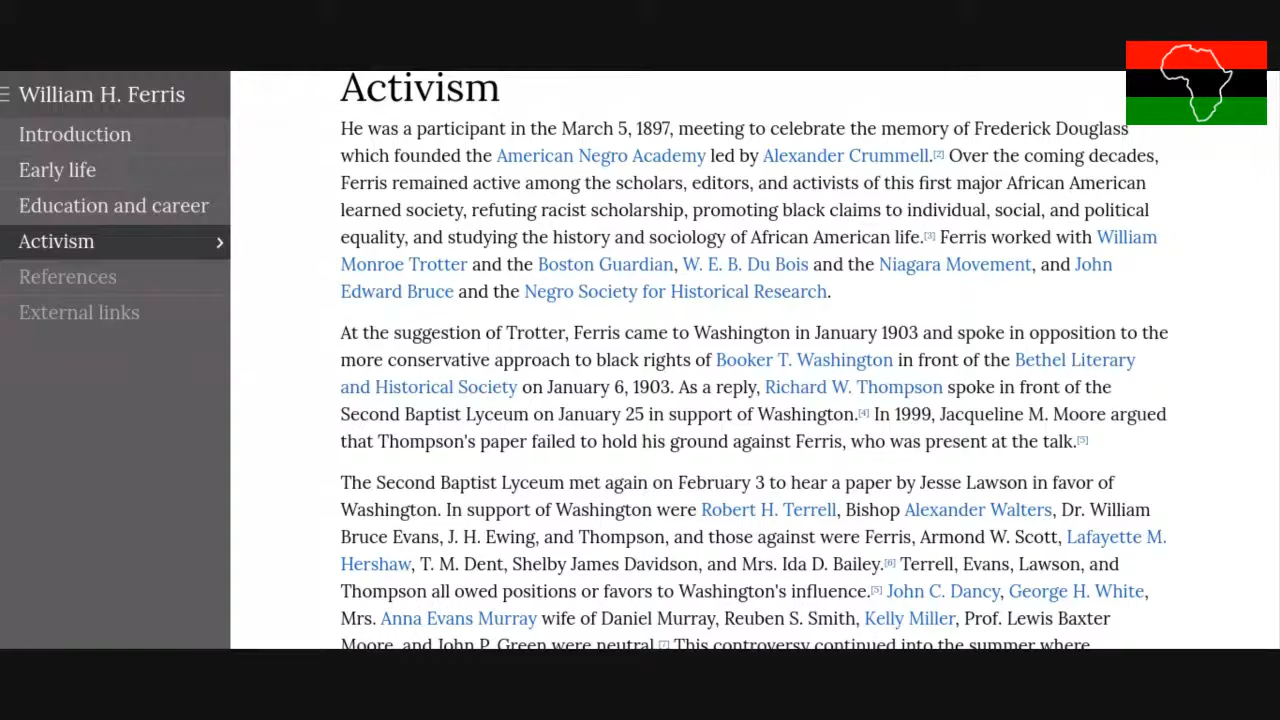 William H. Ferris
Introduction
Early life
Education and career
Activism
References
External links
Activism
He was a participant in the March 5, 1897, meeting to celebrate the memory of Frederick Douglass
which founded the American Negro Academy led by Alexander Crummell.[2] Over the coming decades,
Ferris remained active among the scholars, editors, and activists of this first major African American
learned society, refuting racist scholarship, promoting black claims to individual, social, and political
equality, and studying the history and sociology of African American life.[3] Ferris worked with William
Monroe Trotter and the Boston Guardian, W. E. B. Du Bois and the Niagara Movement, and John
Edward Bruce and the Negro Society for Historical Research.
At the suggestion of Trotter, Ferris came to Washington in January 1903 and spoke in opposition to the
more conservative approach to black rights of Booker T. Washington in front of the Bethel Literary
and Historical Society on January 6, 1903. As a reply, Richard W. Thompson spoke in front of the
Second Baptist Lyceum on January 25 in support of Washington.[4] In 1999, Jacqueline M. Moore argued
that Thompson's paper failed to hold his ground against Ferris, who was present at the talk.[5]
The Second Baptist Lyceum met again on February 3 to hear a paper by Jesse Lawson in favor of
Washington. In support of Washington were Robert H. Terrell, Bishop Alexander Walters, Dr. William
Bruce Evans, J. H. Ewing, and Thompson, and those against were Ferris, Armond W. Scott, Lafayette M.
Hershaw, T. M. Dent, Shelby James Davidson, and Mrs. Ida D. Bailey.[6] Terrell, Evans, Lawson, and
Thompson all owed positions or favors to Washington's influence.[5] John C. Dancy, George H. White,
Mrs. Anna Evans Murray wife of Daniel Murray, Reuben S. Smith, Kelly Miller, Prof. Lewis Baxter
Moore, and John P. Green were neutral.[7] This controversy continued into the summer where